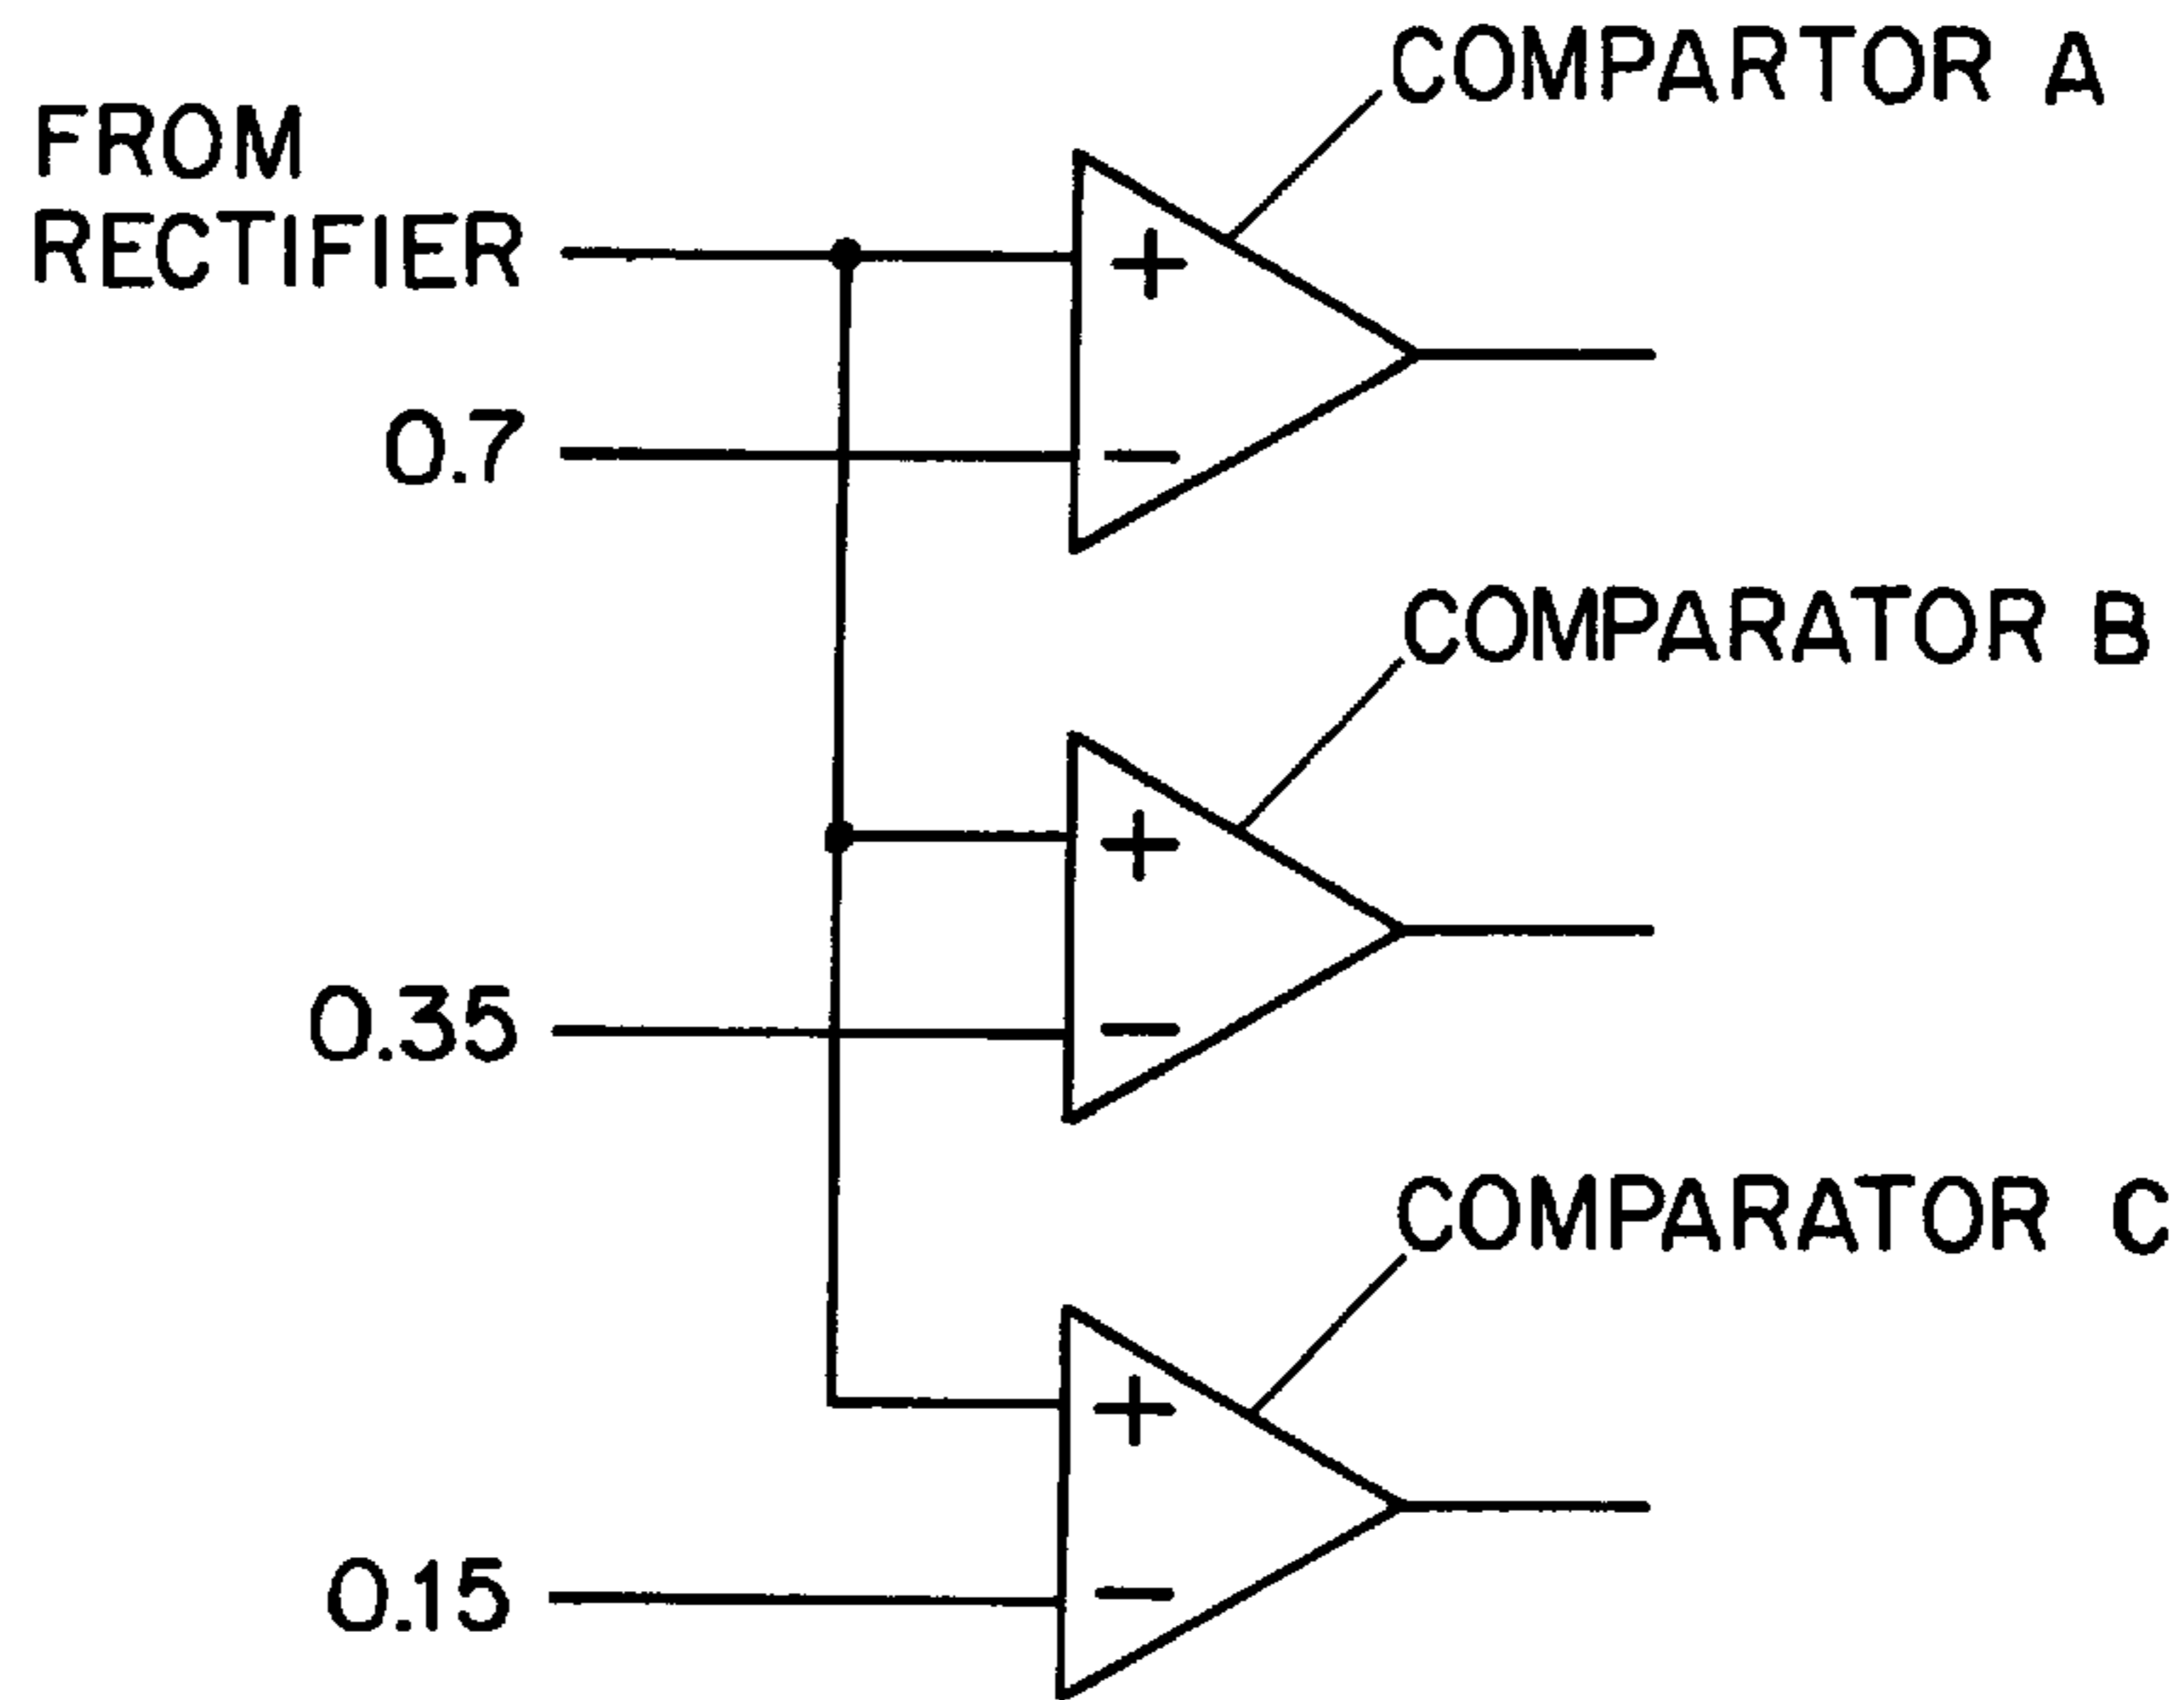 COMPARTOR A
FROM
RECTIFIER
+
0.7
−
COMPARATOR B
+
0.35
−
COMPARATOR C
+
0.15
−